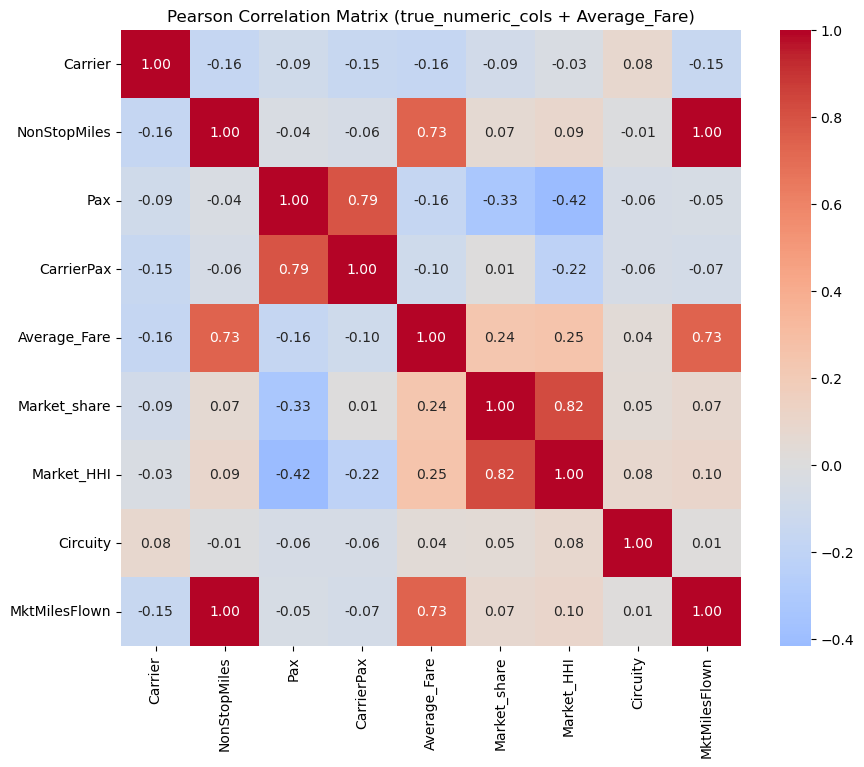 Pearson Correlation Matrix (true_numeric_cols + Average_Fare)
Carrier 1.00 -0.16 -0.09 -0.15 -0.16 -0.09 -0.03 0.08 -0.15
NonStopMiles -0.16 1.00 -0.04 -0.06 0.73 0.07 0.09 -0.01 1.00
Pax -0.09 -0.04 1.00 0.79 -0.16 -0.33 -0.42 -0.06 -0.05
CarrierPax -0.15 -0.06 0.79 1.00 -0.10 0.01 -0.22 -0.06 -0.07
Average_Fare -0.16 0.73 -0.16 -0.10 1.00 0.24 0.25 0.04 0.73
Market_share -0.09 0.07 -0.33 0.01 0.24 1.00 0.82 0.05 0.07
Market_HHI -0.03 0.09 -0.42 -0.22 0.25 0.82 1.00 0.08 0.10
Circuity 0.08 -0.01 -0.06 -0.06 0.04 0.05 0.08 1.00 0.01
MktMilesFlown -0.15 1.00 -0.05 -0.07 0.73 0.07 0.10 0.01 1.00
Carrier
NonStopMiles
Pax
CarrierPax
Average_Fare
Market_share
Market_HHI
Circuity
MktMilesFlown
1.0
0.8
0.6
0.4
0.2
0.0
−0.2
−0.4